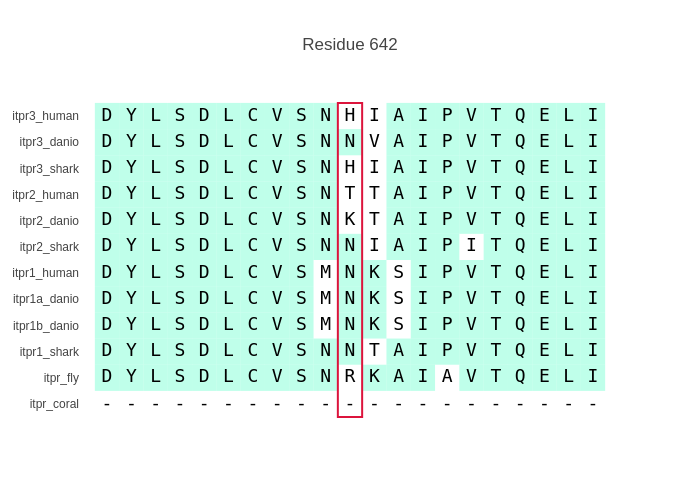 Residue 642
itpr3_human D Y L S D L C V S N H I A I P V T Q E L I
itpr3_danio D Y L S D L C V S N N V A I P V T Q E L I
itpr3_shark D Y L S D L C V S N H I A I P V T Q E L I
itpr2_human D Y L S D L C V S N T T A I P V T Q E L I
itpr2_danio D Y L S D L C V S N K T A I P V T Q E L I
itpr2_shark D Y L S D L C V S N N I A I P I T Q E L I
itpr1_human D Y L S D L C V S M N K S I P V T Q E L I
itpr1a_danio D Y L S D L C V S M N K S I P V T Q E L I
itpr1b_danio D Y L S D L C V S M N K S I P V T Q E L I
itpr1_shark D Y L S D L C V S N N T A I P V T Q E L I
itpr_fly D Y L S D L C V S N R K A I A V T Q E L I
itpr_coral - - - - - - - - - - - - - - - - - - - - -